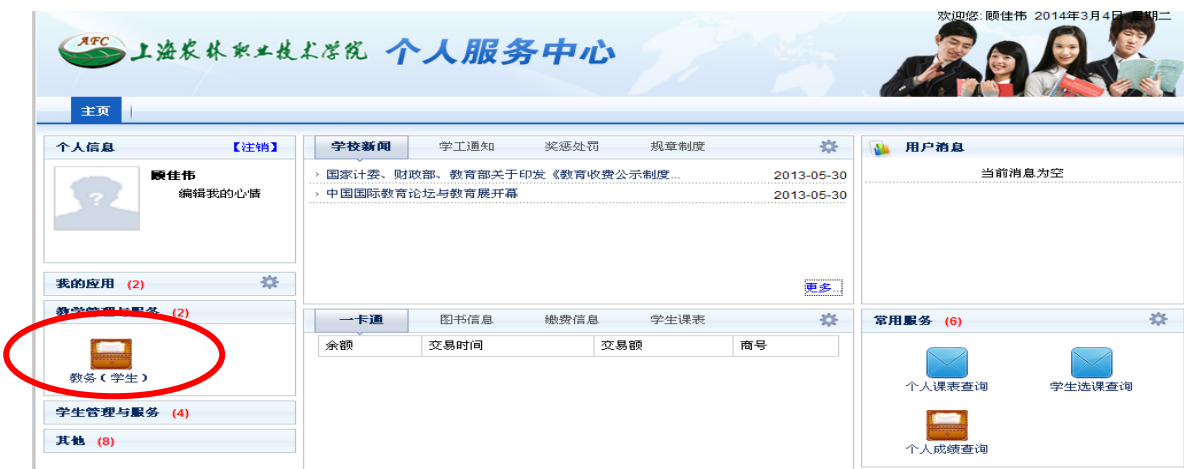 欢迎您: 顾佳伟 2014年3月4日 星期二
AFC 上海农林职业技术学院 个人服务中心
主页
个人信息 【注销】
顾佳伟
编辑我的心情
我的应用 (2)
教学管理与服务 (2)
教务(学生)
学生管理与服务 (4)
其他 (8)
学校新闻 学工通知 奖惩处罚 规章制度
国家计委、财政部、教育部关于印发《教育收费公示制度... 2013-05-30
中国国际教育论坛与教育展开幕 2013-05-30
更多...
一卡通 图书信息 缴费信息 学生课表
余额 交易时间 交易额 商号
用户消息
当前消息为空
常用服务 (6)
个人课表查询 学生选课查询
个人成绩查询